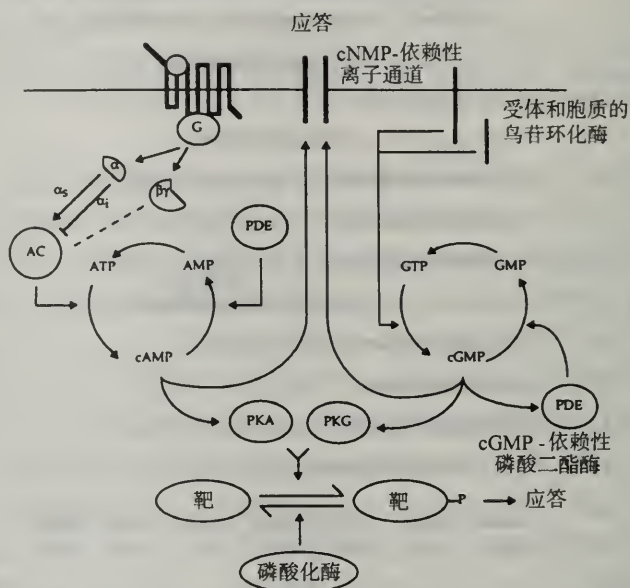 应答
cNMP-依赖性
离子通道
受体和胞质的
鸟苷环化酶
G
α
αs
αi
βγ
AC
PDE
ATP
AMP
cAMP
GTP
GMP
cGMP
PDE
PKA
PKG
cGMP - 依赖性
磷酸二酯酶
靶
靶
P
应答
磷酸化酶